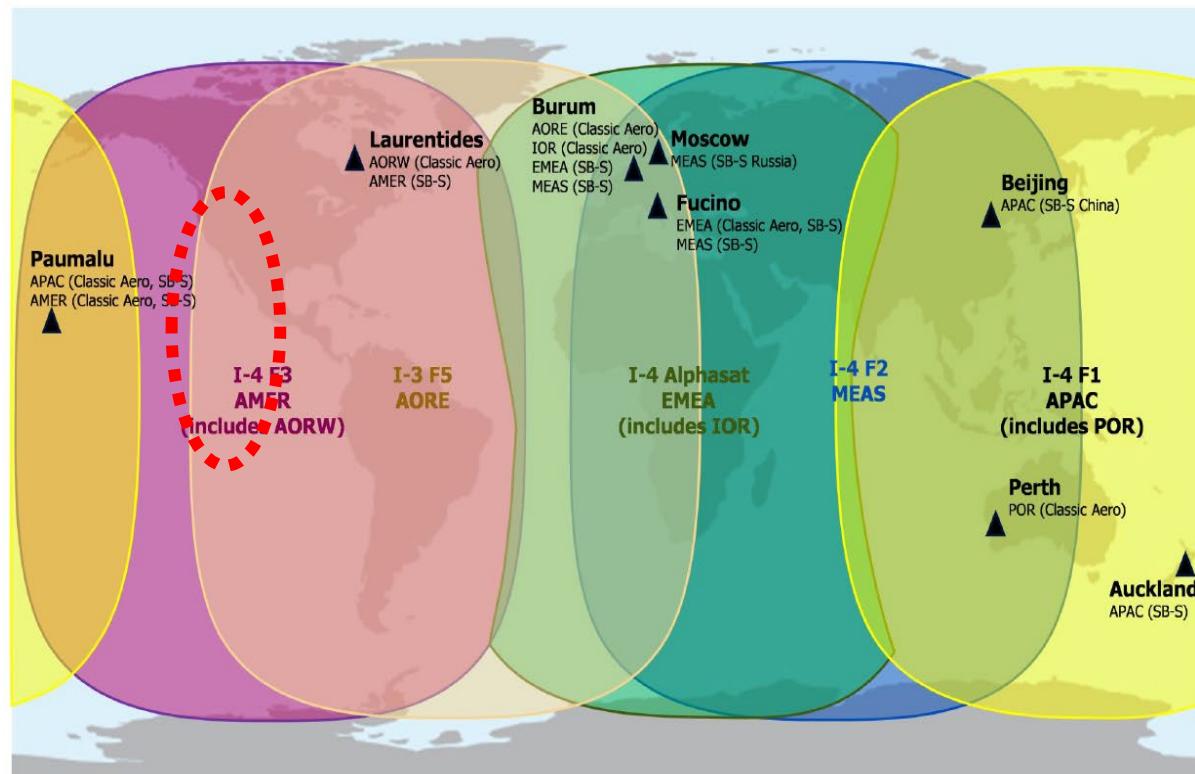 Laurentides
AORW (Classic Aero)
AMER (SB-S)
Burum
AORE (Classic Aero)
IOR (Classic Aero)
EMEA (SB-S)
MEAS (SB-S)
Moscow
MEAS (SB-S Russia)
Fucino
EMEA (Classic Aero, SB-S)
MEAS (SB-S)
Beijing
APAC (SB-S China)
Paumalu
APAC (Classic Aero, SB-S)
AMER (Classic Aero, SB-S)
I-4 F3
AMER
(includes AORW)
I-3 F5
AORE
I-4 Alphasat
EMEA
(includes IOR)
I-4 F2
MEAS
I-4 F1
APAC
(includes POR)
Perth
POR (Classic Aero)
Auckland
APAC (SB-S)